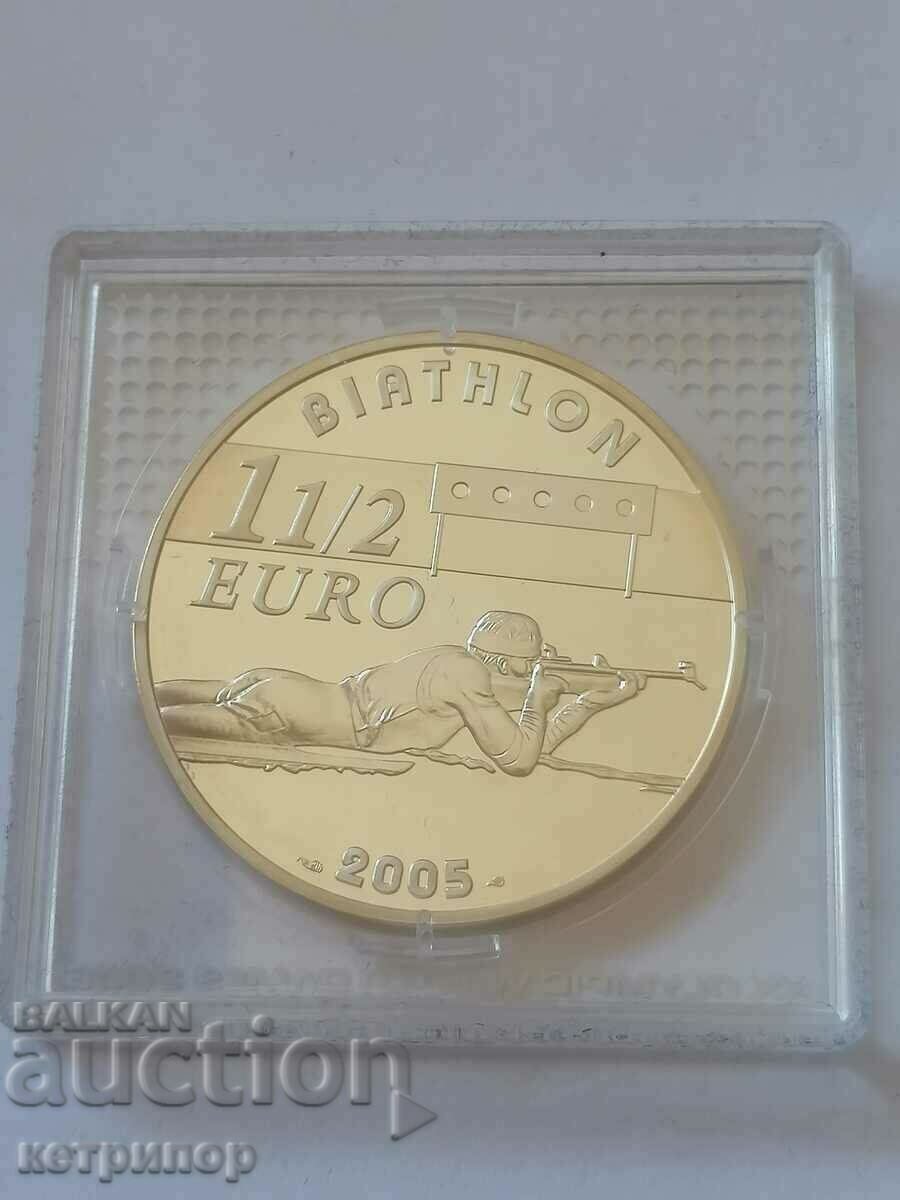 BIATHLON
1 1/2
EURO
2005
BALKAN
auction
кетрипор